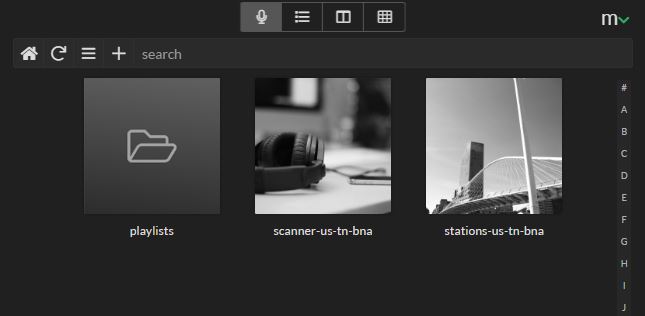 m
search
playlists
scanner-us-tn-bna
stations-us-tn-bna
#
A
B
C
D
E
F
G
H
I
J